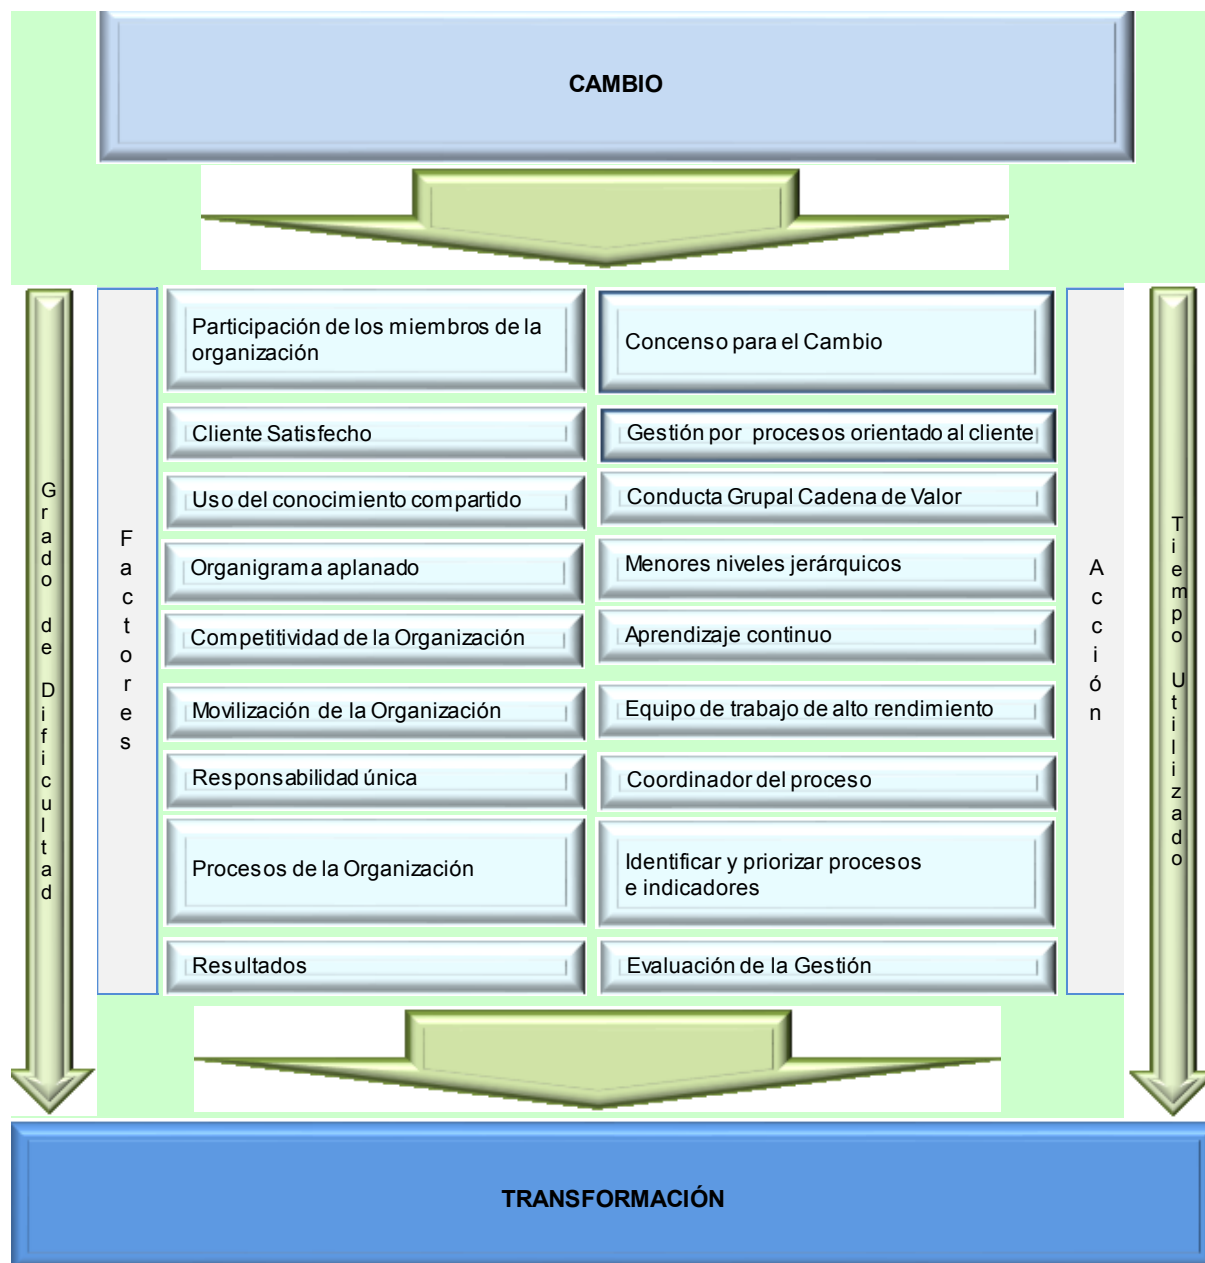 CAMBIO
Participación de los miembros de la
organización
Concenso para el Cambio
Cliente Satisfecho
Gestión por procesos orientado al cliente
Uso del conocimiento compartido
Conducta Grupal Cadena de Valor
Organigrama aplanado
Menores niveles jerárquicos
Competitividad de la Organización
Aprendizaje continuo
Movilización de la Organización
Equipo de trabajo de alto rendimiento
Responsabilidad única
Coordinador del proceso
Procesos de la Organización
Identificar y priorizar procesos
e indicadores
Resultados
Evaluación de la Gestión
Grado de Dificultad
Factores
Acción
Tiempo Utilizado
TRANSFORMACIÓN